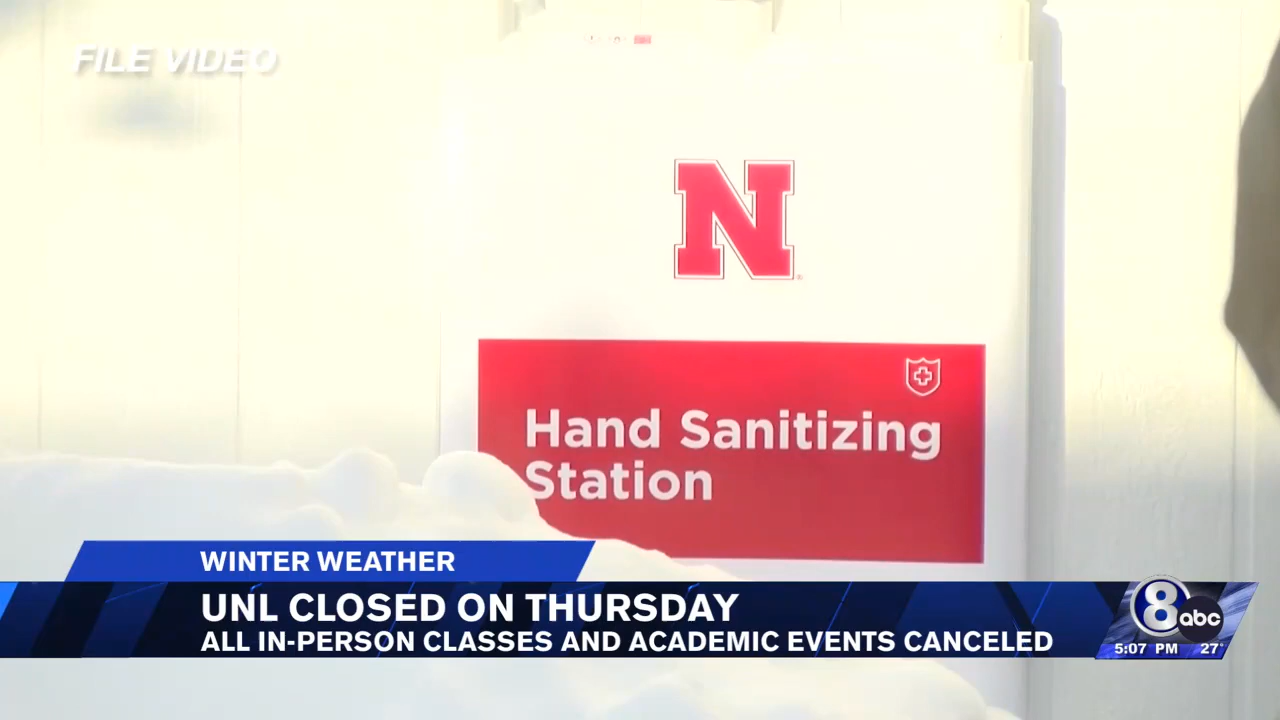 FILE VIDEO
N
Hand Sanitizing
Station
WINTER WEATHER
UNL CLOSED ON THURSDAY
ALL IN-PERSON CLASSES AND ACADEMIC EVENTS CANCELED
8 abc
5:07 PM 27°